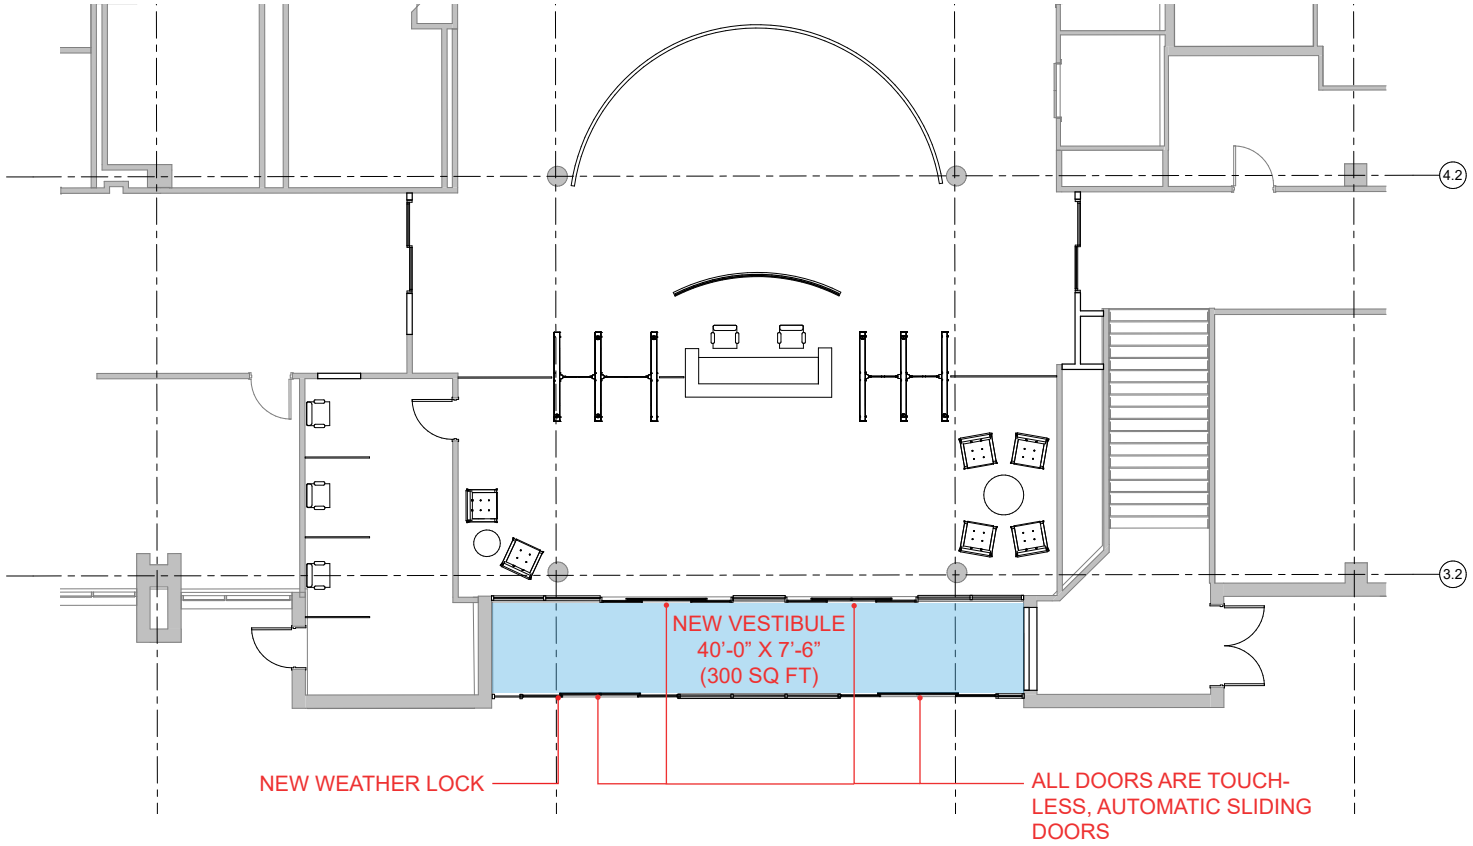 4.2
3.2
NEW VESTIBULE
40’-0” X 7’-6”
(300 SQ FT)
NEW WEATHER LOCK
ALL DOORS ARE TOUCH-
LESS, AUTOMATIC SLIDING
DOORS